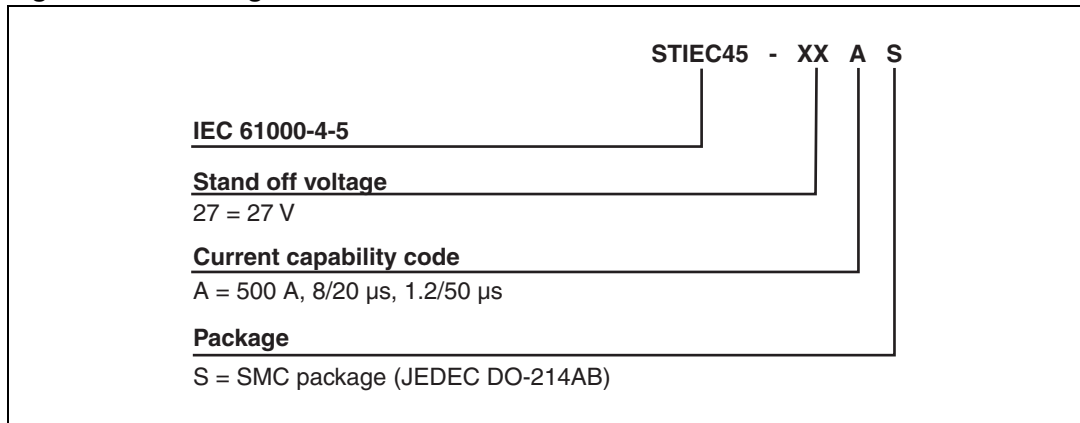 STIEC45 - XX A S
IEC 61000-4-5
Stand off voltage
27 = 27 V
Current capability code
A = 500 A, 8/20 µs, 1.2/50 µs
Package
S = SMC package (JEDEC DO-214AB)